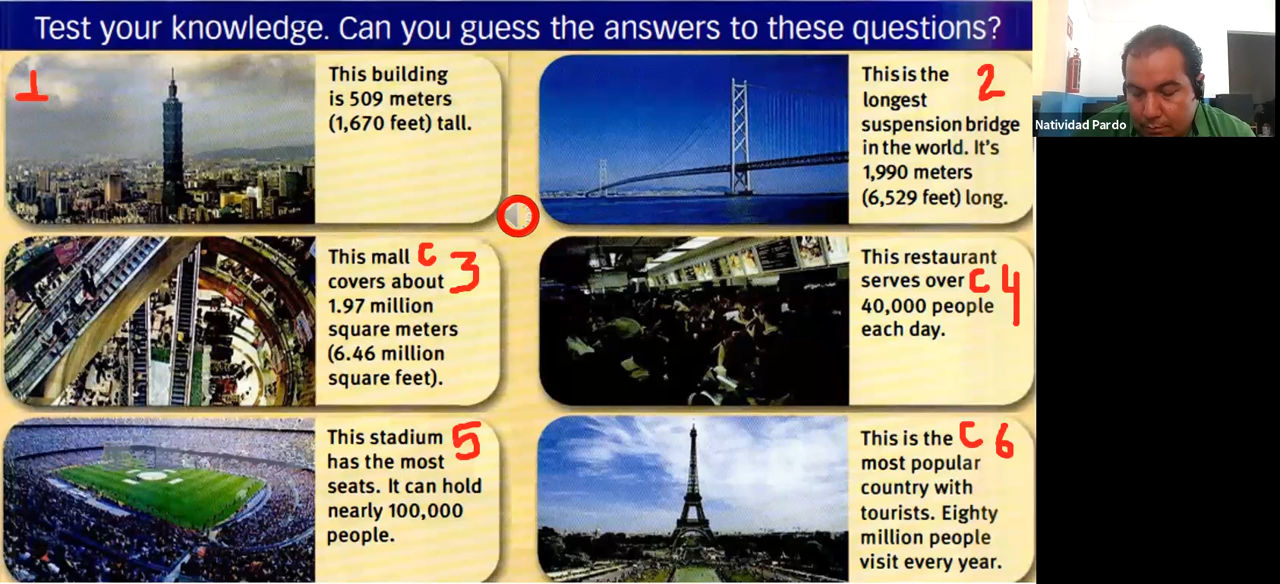 Test your knowledge. Can you guess the answers to these questions?
1
This building
is 509 meters
(1,670 feet) tall.
This is the
longest
suspension bridge
in the world. It's
1,990 meters
(6,529 feet) long.
2
Natividad Pardo
This mall
covers about
1.97 million
square meters
(6.46 million
square feet).
C 3
This restaurant
serves over
40,000 people
each day.
C 4
This stadium
has the most
seats. It can hold
nearly 100,000
people.
5
This is the
most popular
country with
tourists. Eighty
million people
visit every year.
C 6